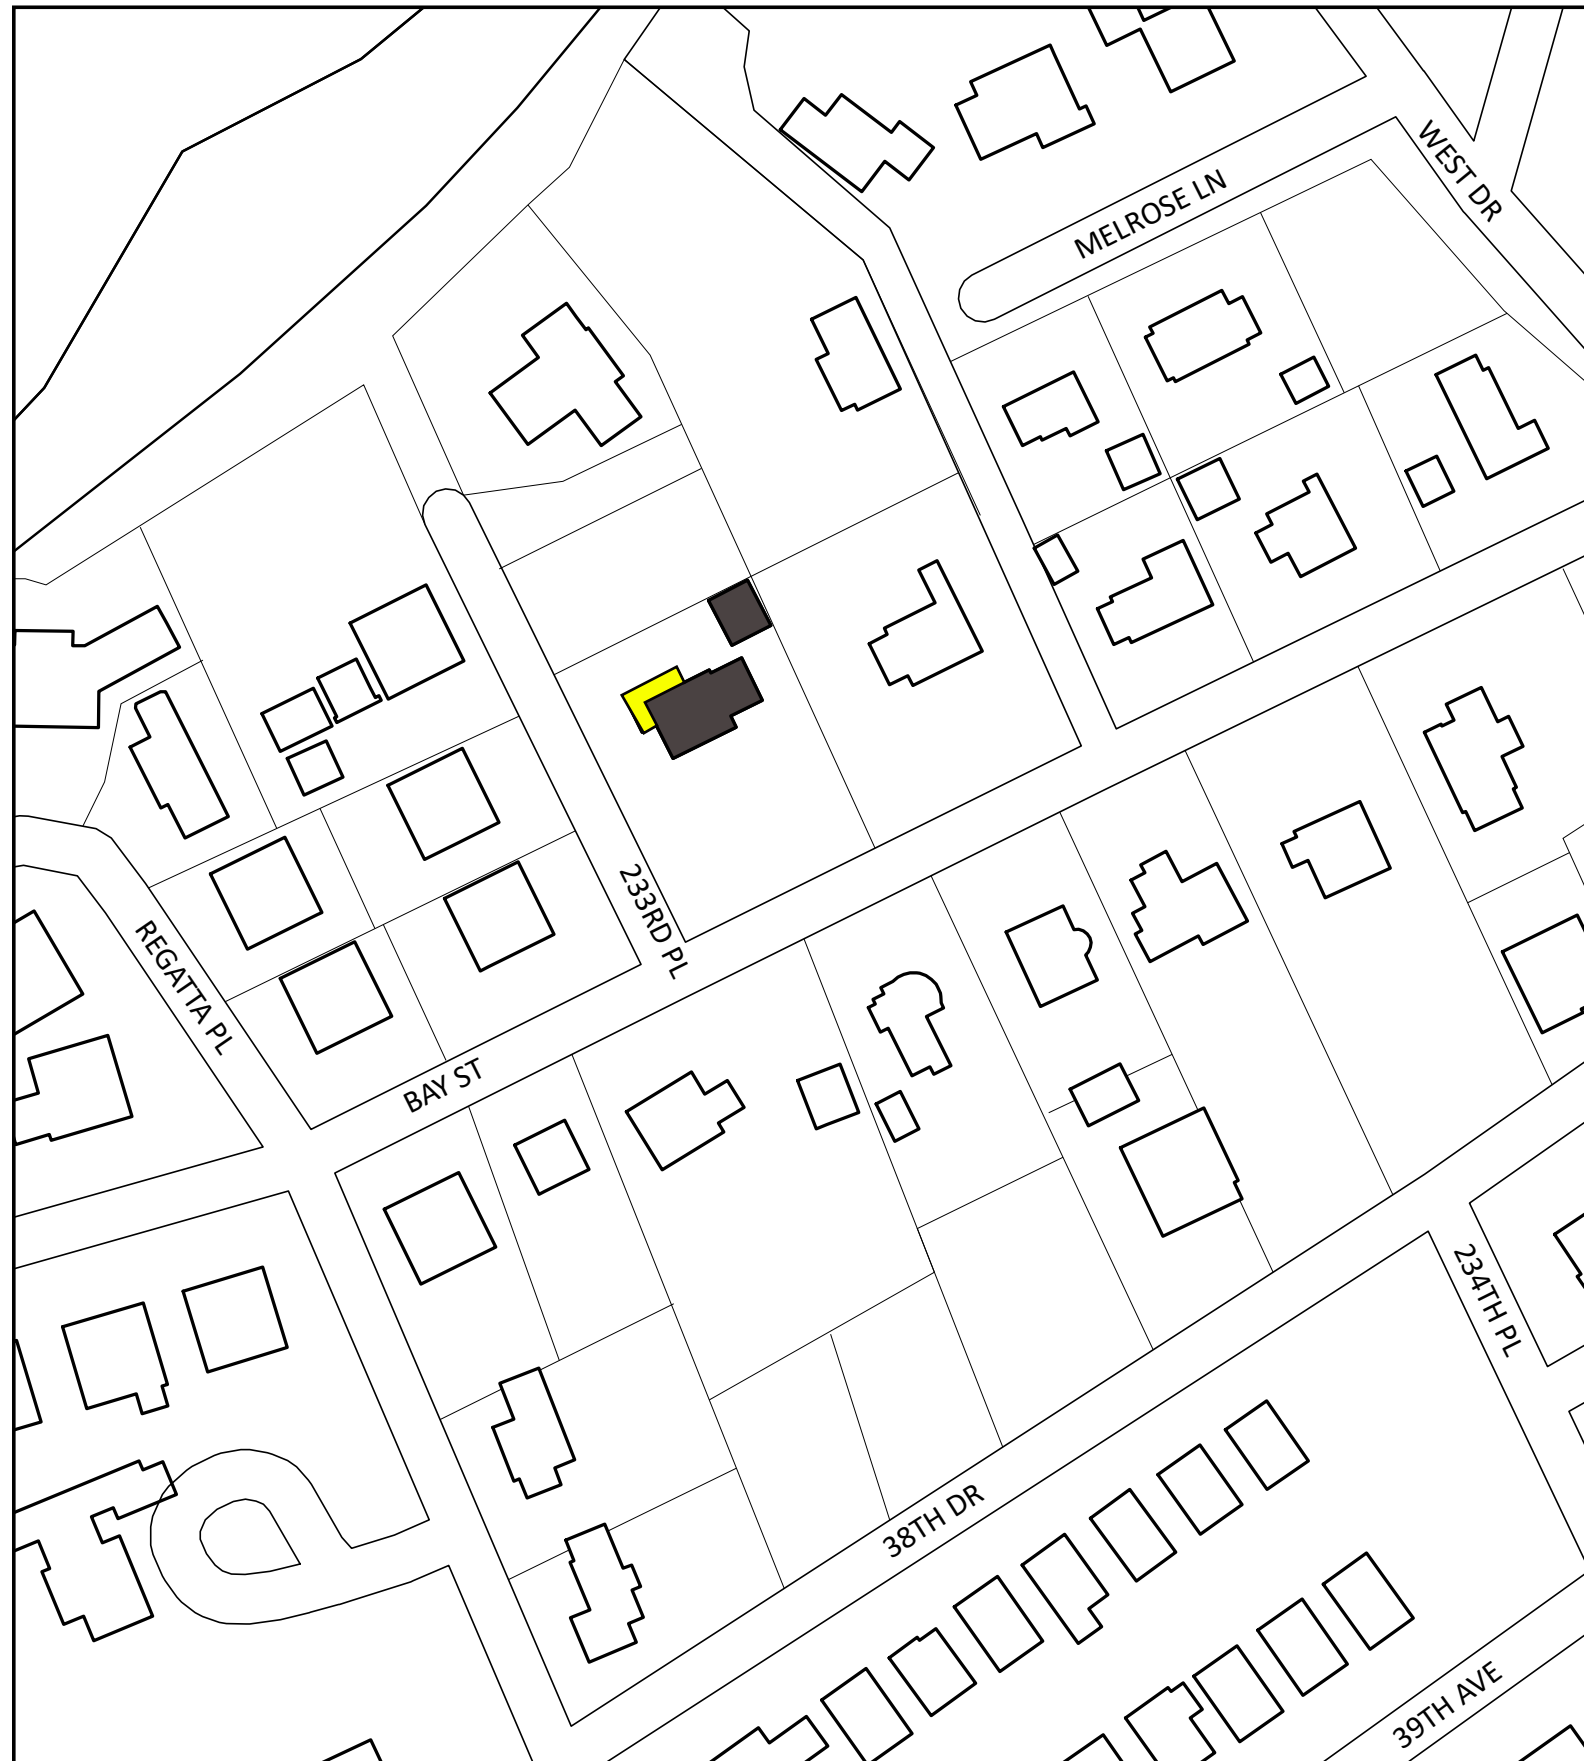 WEST DR
MELROSE LN
233RD PL
REGATTA PL
BAY ST
234TH PL
38TH DR
39TH AVE